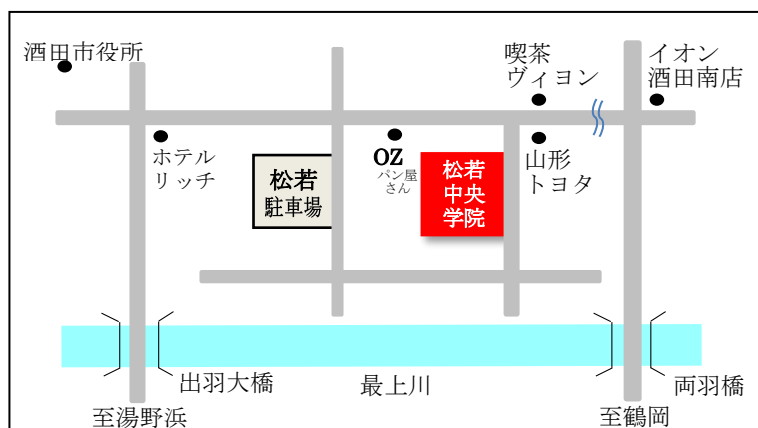 酒田市役所
喫茶
ヴィヨン
イオン
酒田南店
ホテル
リッチ
松若
駐車場
OZ
パン屋
さん
松若
中央
学院
山形
トヨタ
出羽大橋
最上川
両羽橋
至湯野浜
至鶴岡